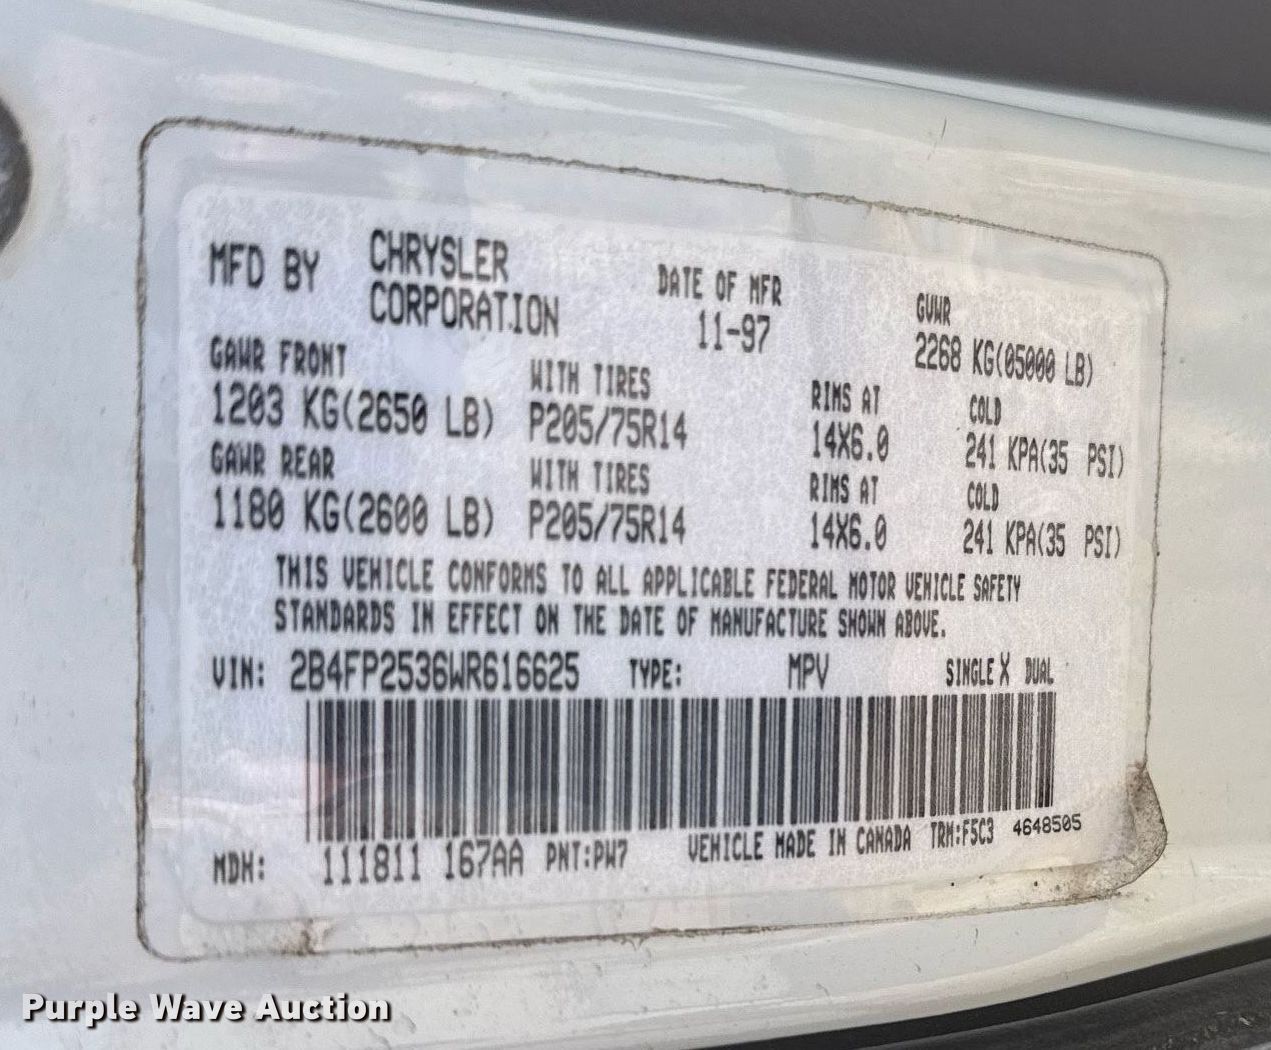 MFD BY CHRYSLER CORPORATION DATE OF MFR 11-97 GVWR 2268 KG(05000 LB)
GAWR FRONT WITH TIRES RIMS AT COLD
1203 KG(2650 LB) P205/75R14 14X6.0 241 KPA(35 PSI)
GAWR REAR WITH TIRES RIMS AT COLD
1180 KG(2600 LB) P205/75R14 14X6.0 241 KPA(35 PSI)
THIS VEHICLE CONFORMS TO ALL APPLICABLE FEDERAL MOTOR VEHICLE SAFETY
STANDARDS IN EFFECT ON THE DATE OF MANUFACTURE SHOWN ABOVE.
VIN: 2B4FP2536WR616625 TYPE: MPV SINGLE X DUAL
MDH: 111811 167AA PNT:PW7 VEHICLE MADE IN CANADA TRM:F5C3 4648505
Purple Wave Auction